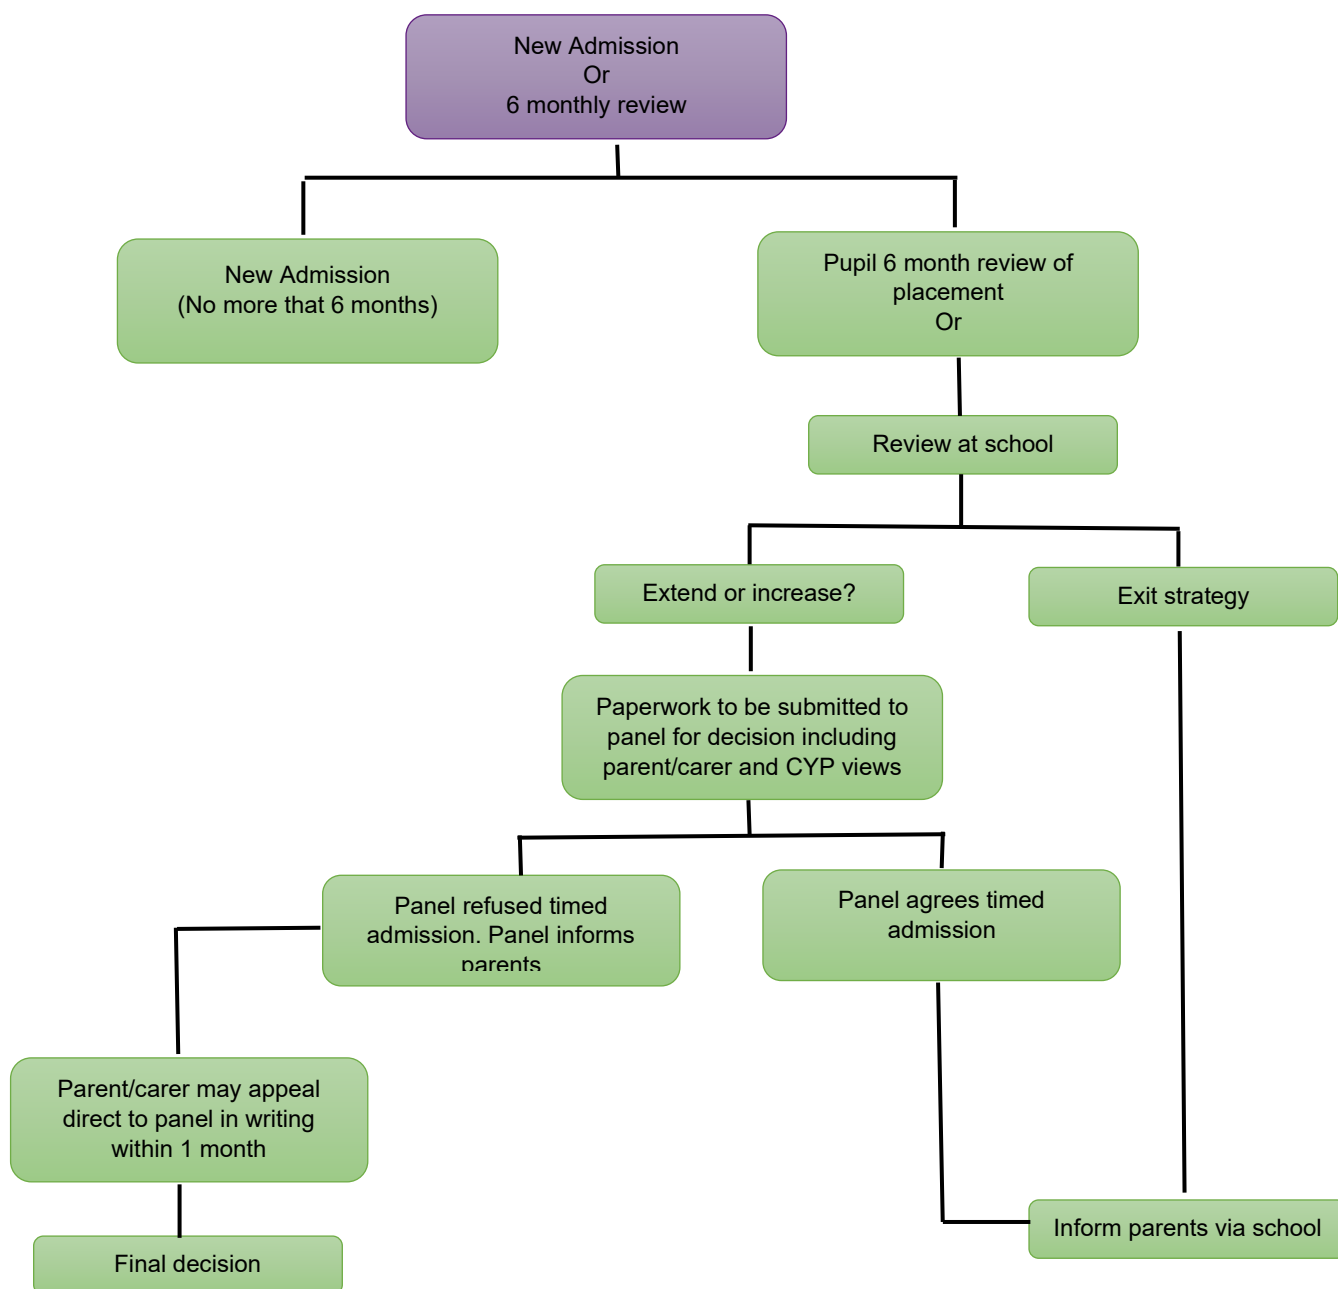 New Admission
Or
6 monthly review
New Admission
(No more that 6 months)
Pupil 6 month review of
placement
Or
Review at school
Extend or increase?
Exit strategy
Paperwork to be submitted to
panel for decision including
parent/carer and CYP views
Panel refused timed
admission. Panel informs
parents
Panel agrees timed
admission
Parent/carer may appeal
direct to panel in writing
within 1 month
Inform parents via school
Final decision